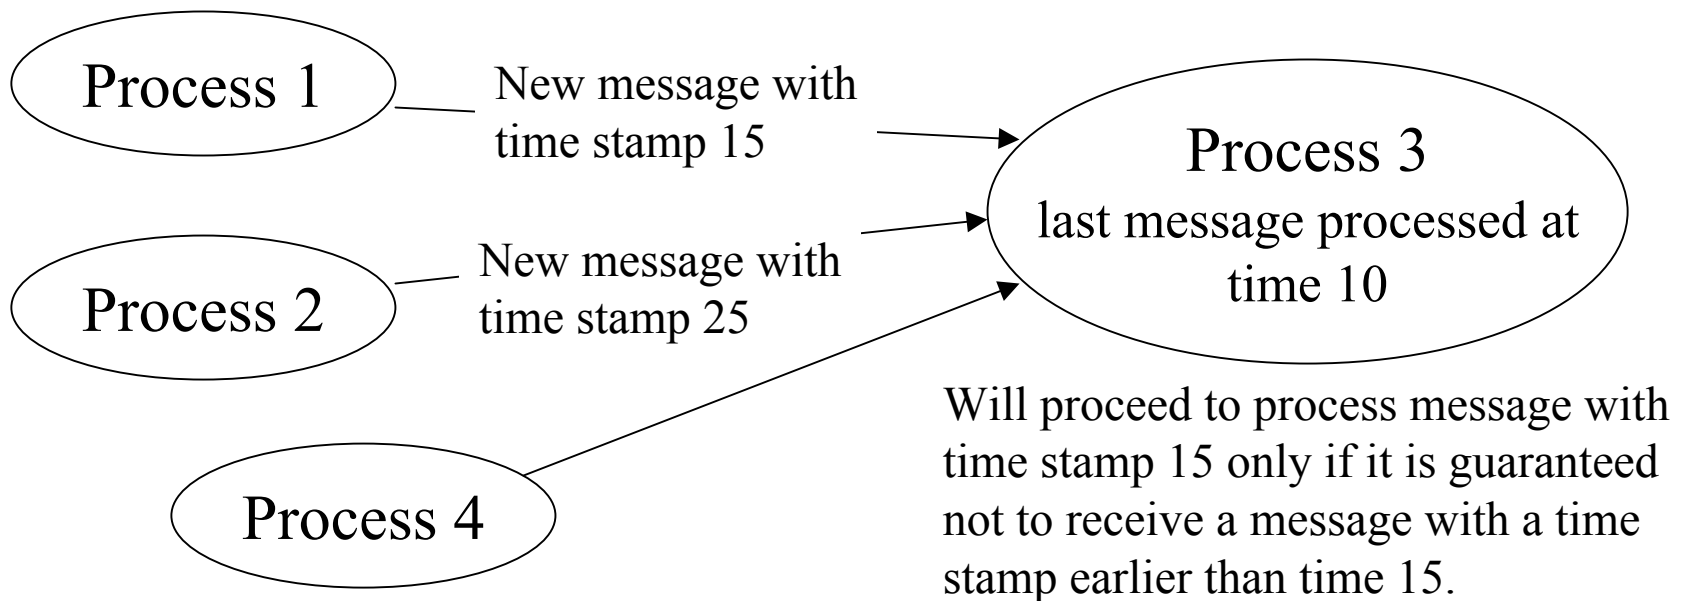 Process 1
New message with
time stamp 15
Process 3
last message processed at
time 10
Process 2
New message with
time stamp 25
Process 4
Will proceed to process message with
time stamp 15 only if it is guaranteed
not to receive a message with a time
stamp earlier than time 15.